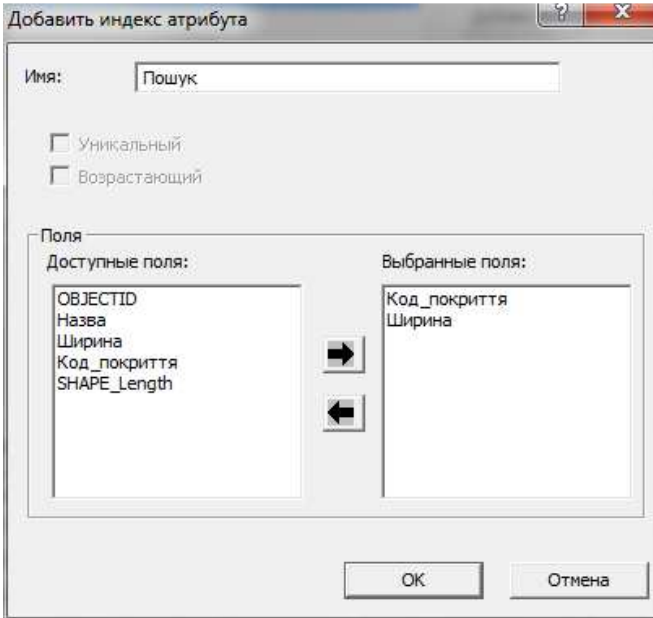 Добавить индекс атрибута
Имя: Пошук
Уникальный
Возрастающий
Поля
Доступные поля: Выбранные поля:
OBJECTID Код_покриття
Назва Ширина
Ширина
Код_покриття
SHAPE_Length
OK Отмена